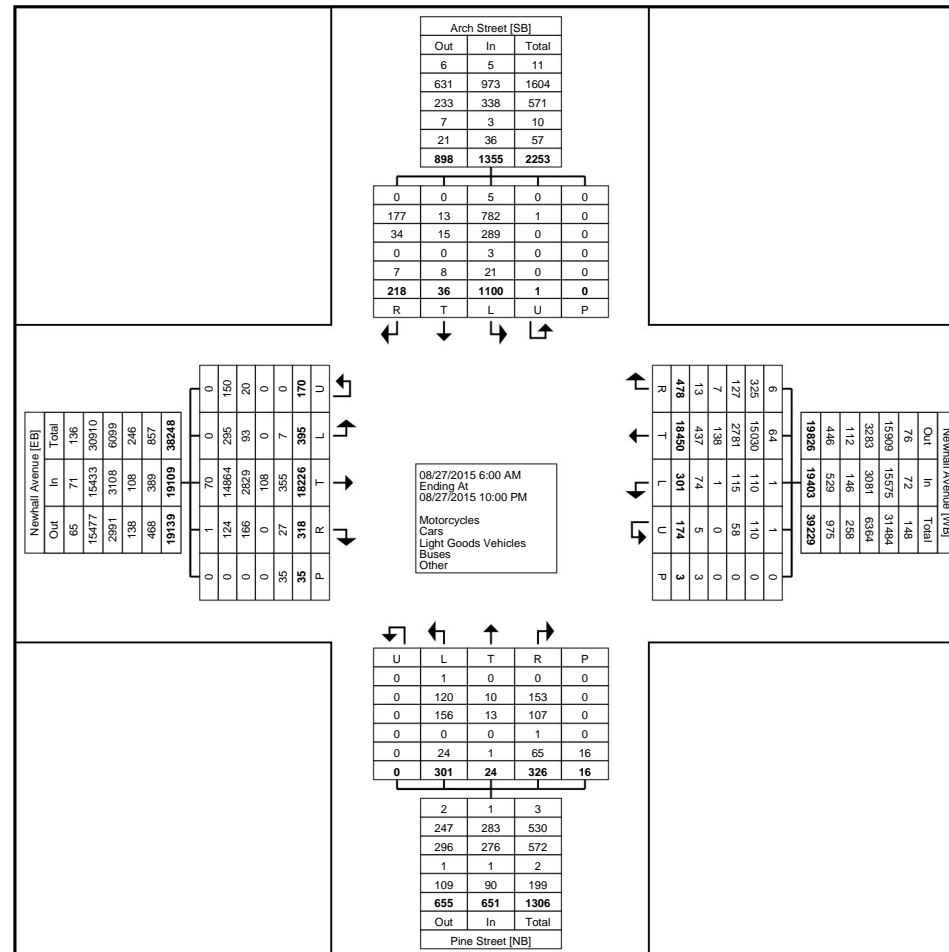 Arch Street [SB]
Out In Total
6 5 11
631 973 1604
233 338 571
7 3 10
21 36 57
898 1355 2253
0 0 5 0 0
177 13 782 1 0
34 15 289 0 0
0 0 3 0 0
7 8 21 0 0
218 36 1100 1 0
R T L U P
U L T R P
170 395 18226 318 35
0 7 355 27 35
0 0 108 0 0
20 93 2829 166 0
150 295 14864 124 0
0 0 70 1 0
38248 19109 19139
857 389 468
246 108 138
6099 3108 2991
30910 15433 15477
136 71 65
Total In Out
Newhall Avenue [EB]
08/27/2015 6:00 AM
Ending At
08/27/2015 10:00 PM
Motorcycles
Cars
Light Goods Vehicles
Buses
Other
Newhall Avenue [WB]
Out In Total
76 72 148
15909 15575 31484
3283 3081 6364
112 146 258
446 529 975
19826 19403 39229
6 64 1 1 0
325 15030 110 110 0
127 2781 115 58 0
7 138 1 0 0
13 437 74 5 3
478 18450 301 174 3
R T L U P
U L T R P
0 1 0 0 0
0 120 10 153 0
0 156 13 107 0
0 0 0 1 0
0 24 1 65 16
0 301 24 326 16
2 1 3
247 283 530
296 276 572
1 1 2
109 90 199
655 651 1306
Out In Total
Pine Street [NB]